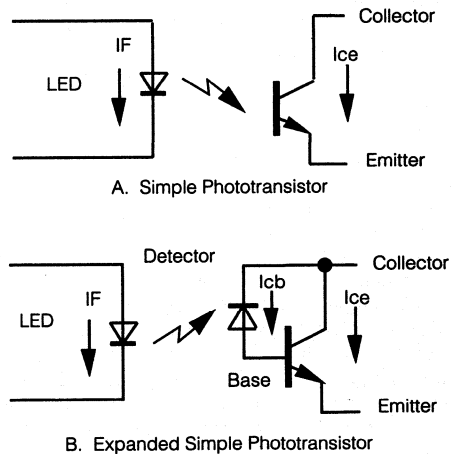 Collector
IF
Ice
LED
Emitter
A. Simple Phototransistor
Detector
Collector
Icb
IF
Ice
LED
Base
Emitter
B. Expanded Simple Phototransistor